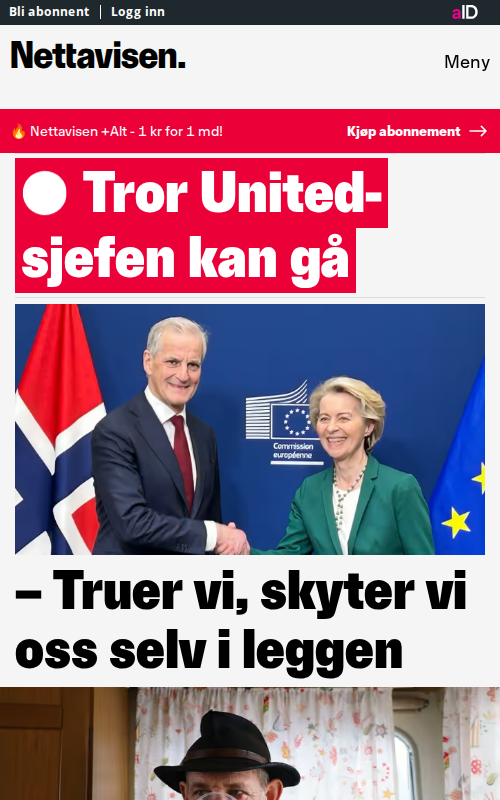 Bli abonnent
Logg inn
aID
Nettavisen.
Meny
🔥 Nettavisen +Alt - 1 kr for 1 md!
Kjøp abonnement →
Tror United-
sjefen kan gå
Commission
européenne
– Truer vi, skyter vi
oss selv i leggen